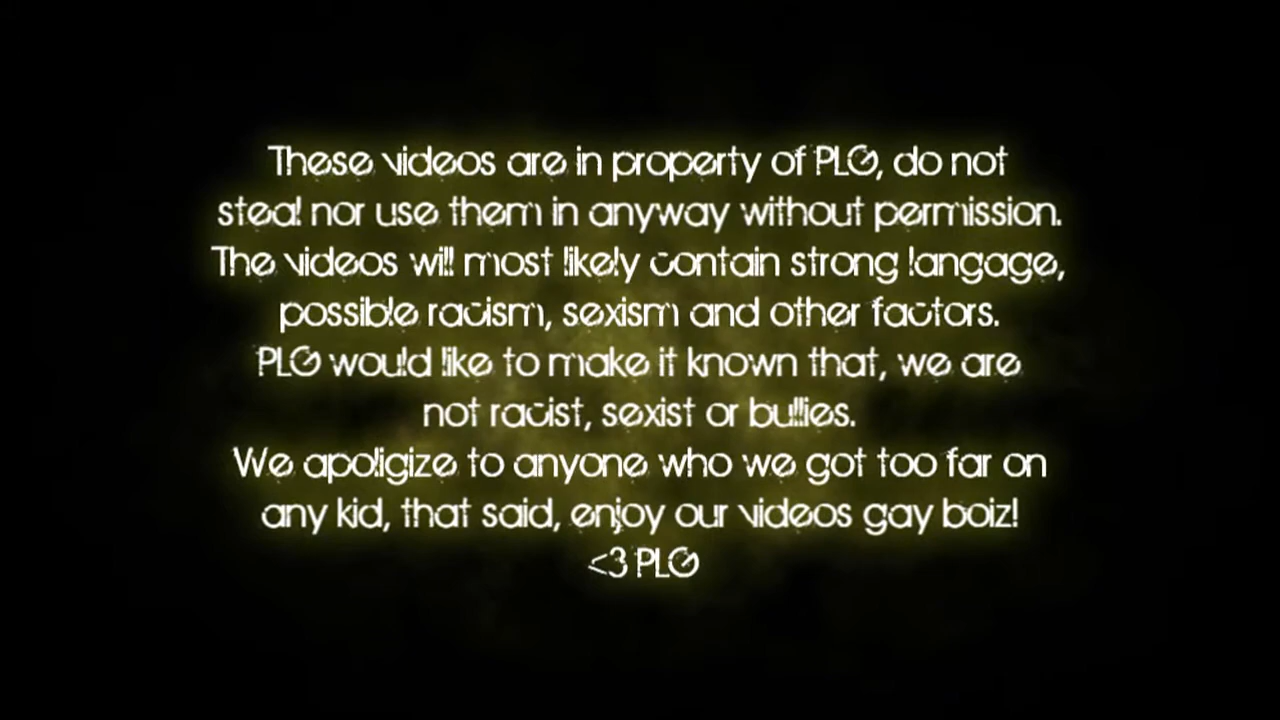 These videos are in property of PLG, do not
steal nor use them in anyway without permission.
The videos will most likely contain strong langage,
possible racism, sexism and other factors.
PLG would like to make it known that, we are
not racist, sexist or bullies.
We apoligize to anyone who we got too far on
any kid, that said, enjoy our videos gay boiz!
<3 PLG